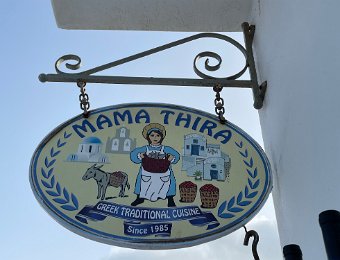 MAMA THIRA
GREEK TRADITIONAL CUISINE
Since 1985